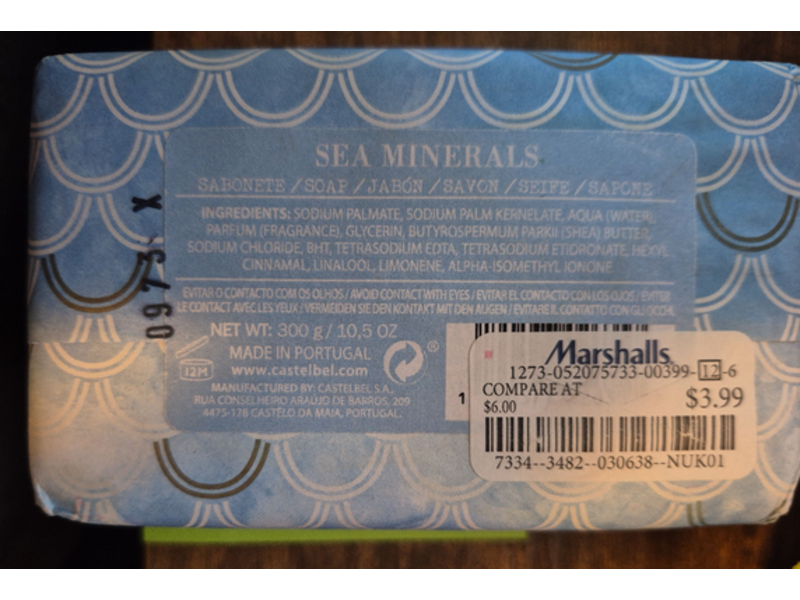 SEA MINERALS
SABONETE / SOAP / JABÓN / SAVON / SEIFE / SAPONE
INGREDIENTS: SODIUM PALMATE, SODIUM PALM KERNELATE, AQUA (WATER),
PARFUM (FRAGRANCE), GLYCERIN, BUTYROSPERMUM PARKII (SHEA) BUTTER,
SODIUM CHLORIDE, BHT, TETRASODIUM EDTA, TETRASODIUM ETIDRONATE, HEXYL
CINNAMAL, LINALOOL, LIMONENE, ALPHA-ISOMETHYL IONONE.
EVITAR O CONTACTO COM OS OLHOS / AVOID CONTACT WITH EYES / EVITAR EL CONTACTO CON LOS OJOS / EVITER
LE CONTACT AVEC LES YEUX / VERMEIDEN SIE DEN KONTAKT MIT DEN AUGEN / EVITARE IL CONTATTO CON GLI OCCHI.
NET WT: 300 g / 10,5 OZ
MADE IN PORTUGAL
www.castelbel.com
12M
®
MANUFACTURED BY: CASTELBEL S.A.
RUA CONSELHEIRO ARAÚJO DE BARROS, 209
4475-178 CASTÊLO DA MAIA, PORTUGAL.
0973 X
1
Marshalls
1273-052075733-00399-12-6
COMPARE AT
$6.00
$3.99
7334--3482--030638--NUK01